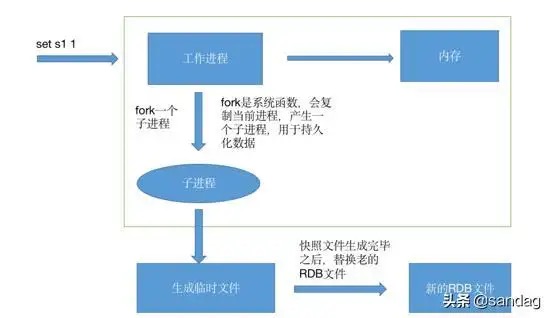 set s1 1
工作进程
内存
fork一个
子进程
fork是系统函数，会复
制当前进程，产生一
个子进程，用于持久
化数据
子进程
生成临时文件
快照文件生成完毕
之后，替换老的
RDB文件
新的RDB文件
头条 @sandag